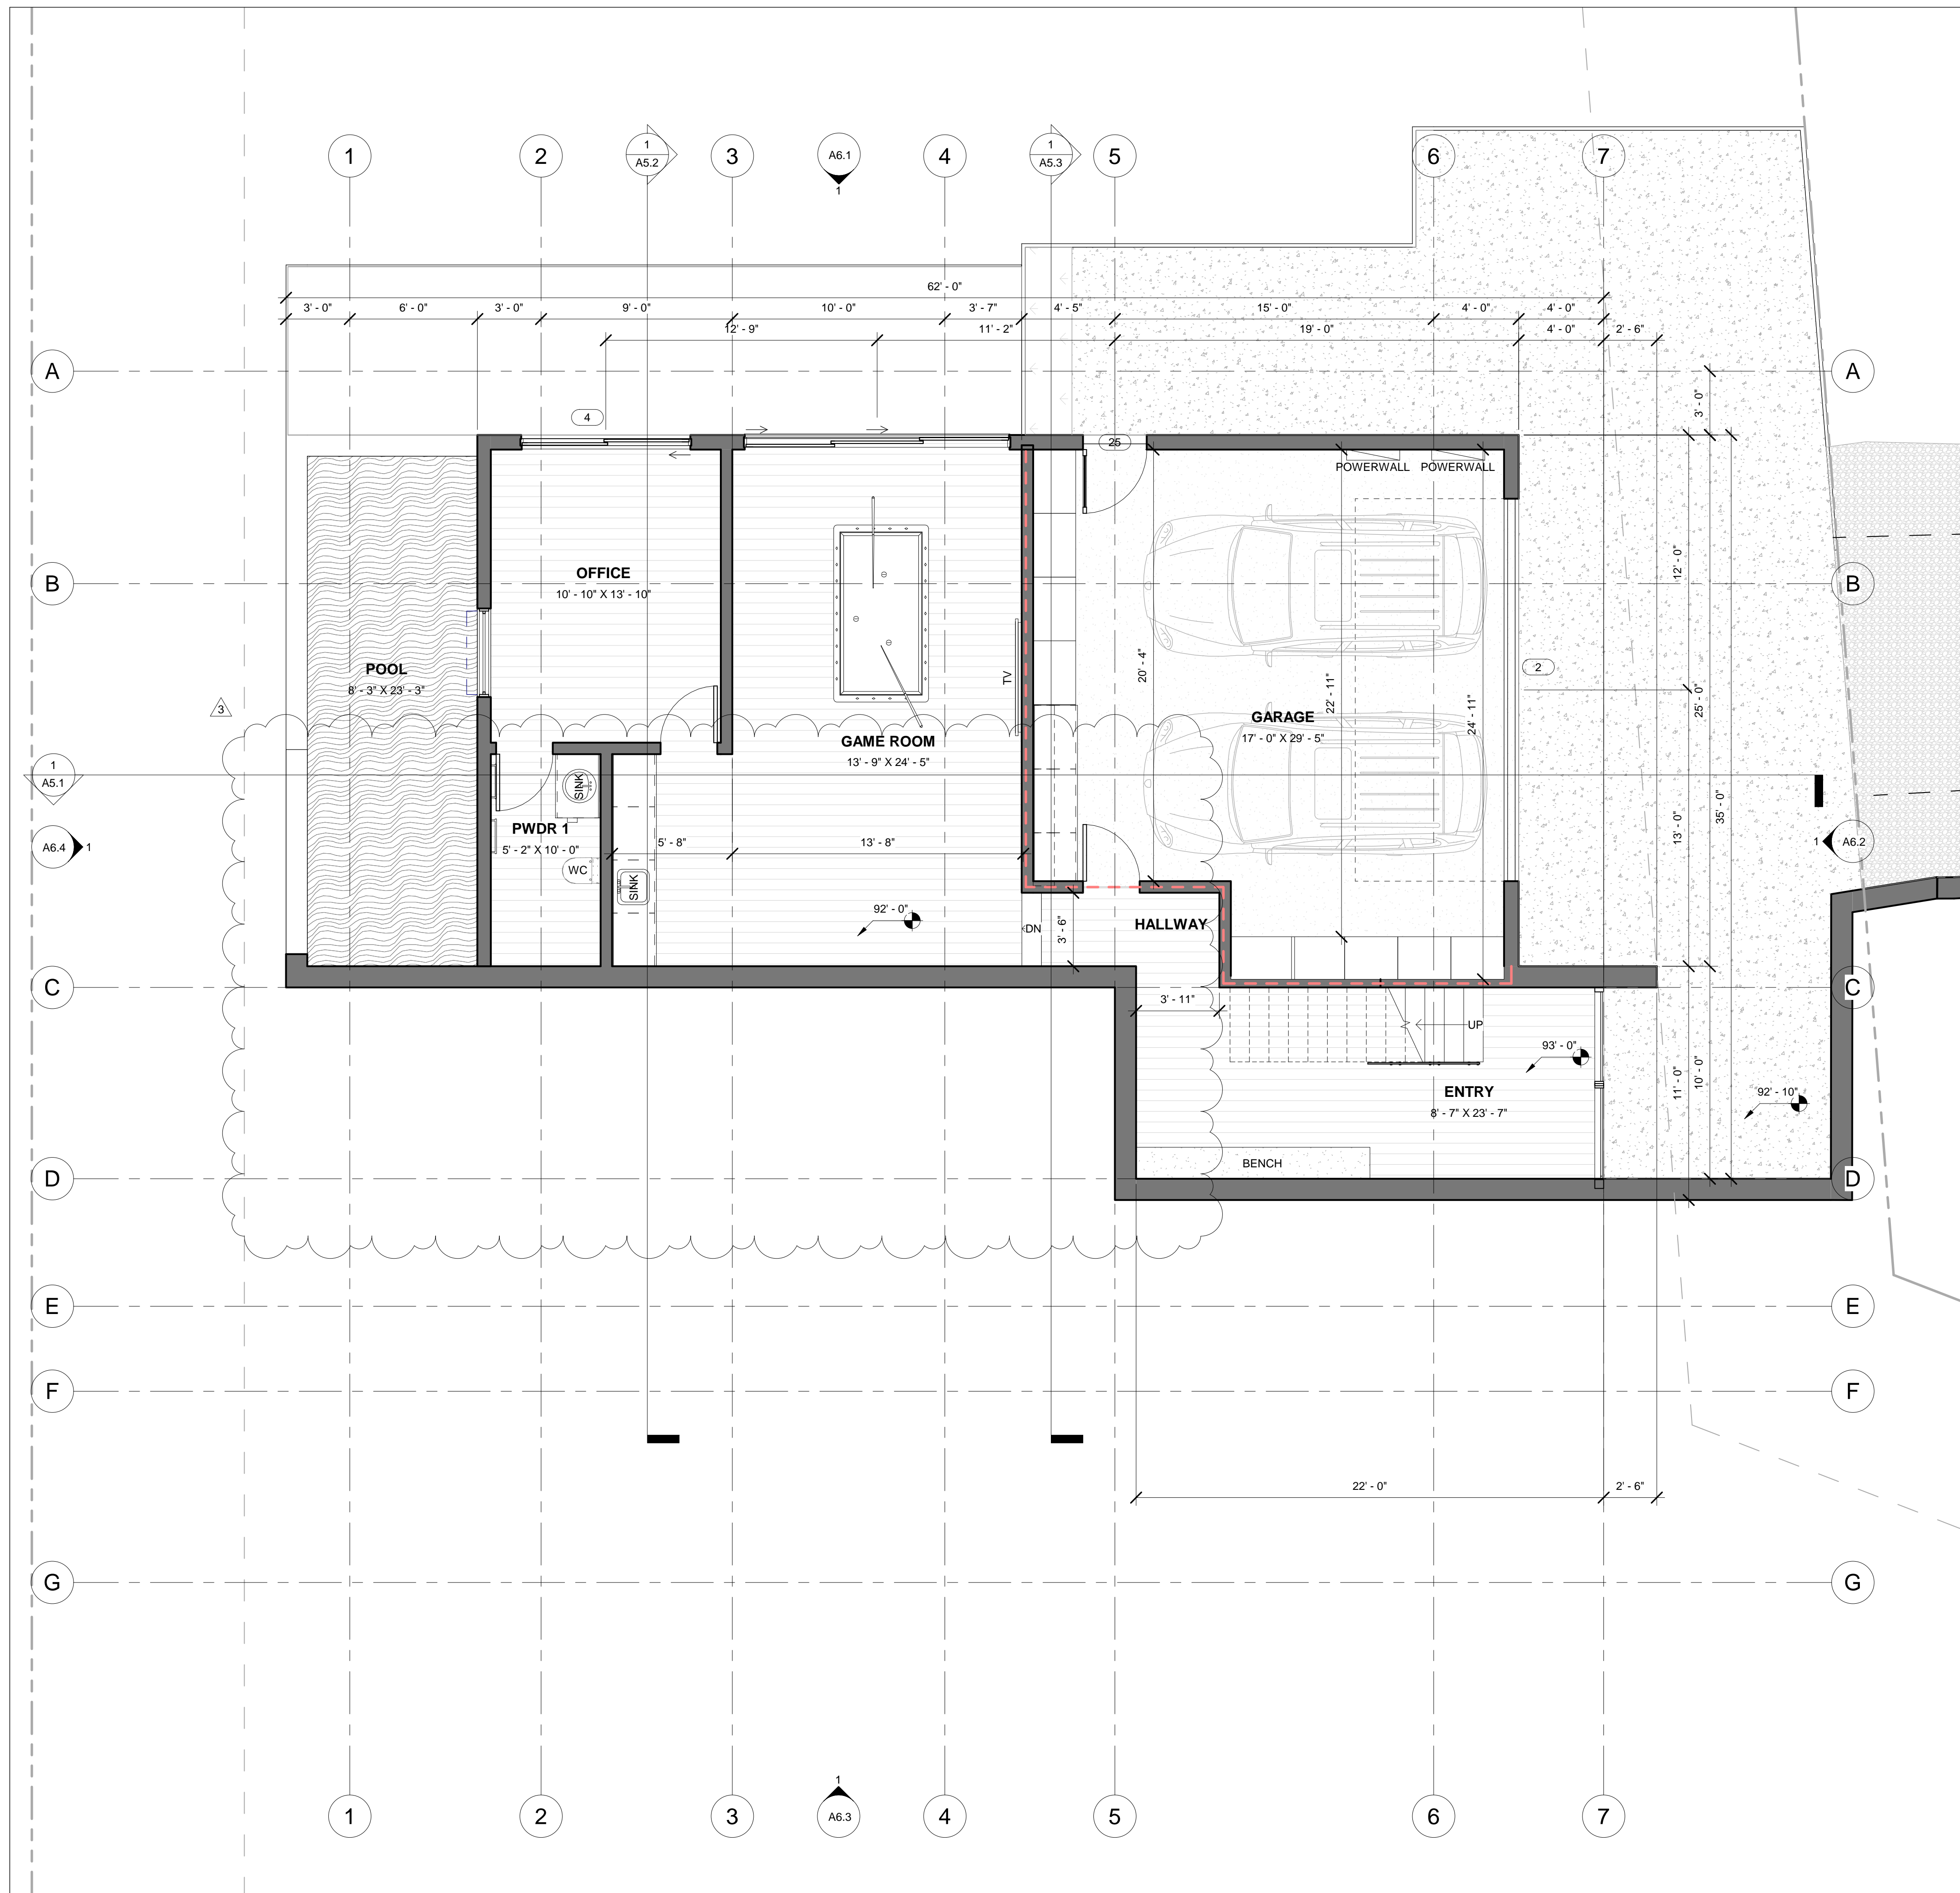 1 2 1 3 A6.1 4 1 5 6 7
A5.2 A5.3
1
62' - 0"
3' - 0" 6' - 0" 3' - 0" 9' - 0" 10' - 0" 3' - 7" 4' - 5" 15' - 0" 4' - 0" 4' - 0"
12' - 9" 11' - 2" 19' - 0" 4' - 0" 2' - 6"
A A
3' - 0"
4
25
POWERWALL POWERWALL
OFFICE
10' - 10" X 13' - 10"
B B
12' - 0"
POOL
8' - 3" X 23' - 3"
TV
20' - 4"
22' - 11"
24' - 11"
2
25' - 0"
3
GARAGE
17' - 0" X 29' - 5"
GAME ROOM
13' - 9" X 24' - 5"
1
A5.1
SINK
35' - 0"
13' - 0"
PWDR 1
5' - 2" X 10' - 0"
5' - 8" 13' - 8"
A6.4 1
1 A6.2
WC
SINK
92' - 0"
DN
3' - 6"
HALLWAY
C C
3' - 11"
UP
93' - 0"
ENTRY
8' - 7" X 23' - 7"
11' - 0"
10' - 0"
92' - 10"
BENCH
D D
E E
F F
22' - 0" 2' - 6"
G G
1
1 2 3 A6.3 4 5 6 7